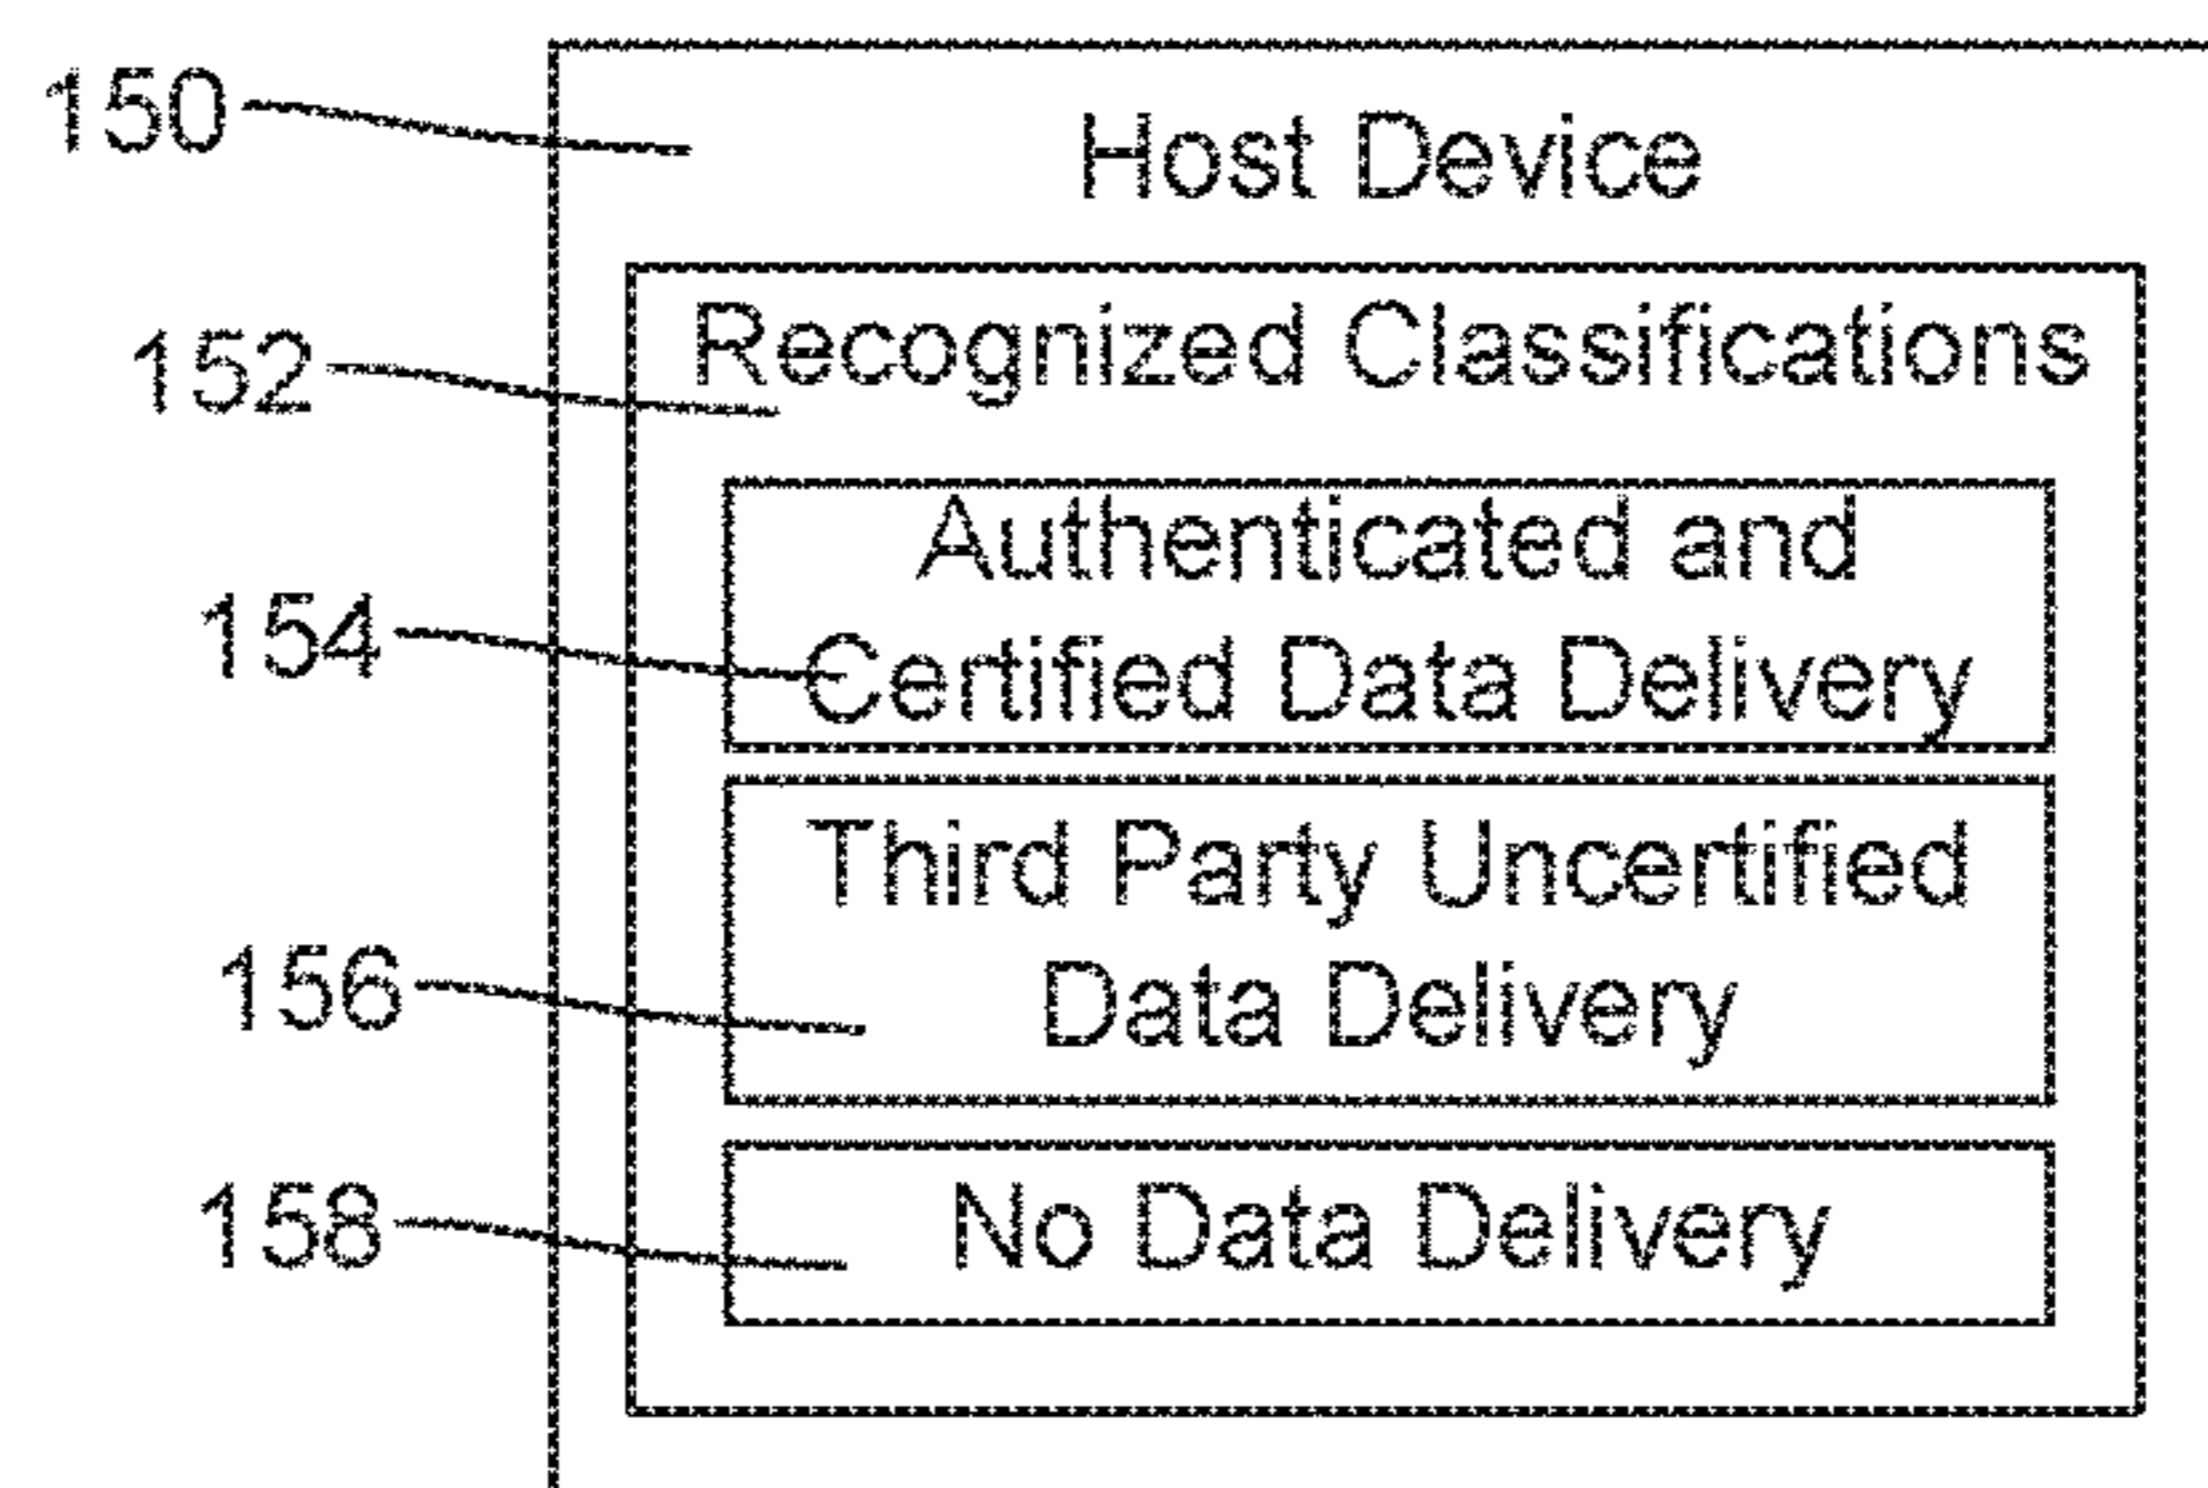 150
Host Device
152
Recognized Classifications
154
Authenticated and
Certified Data Delivery
156
Third Party Uncertified
Data Delivery
158
No Data Delivery